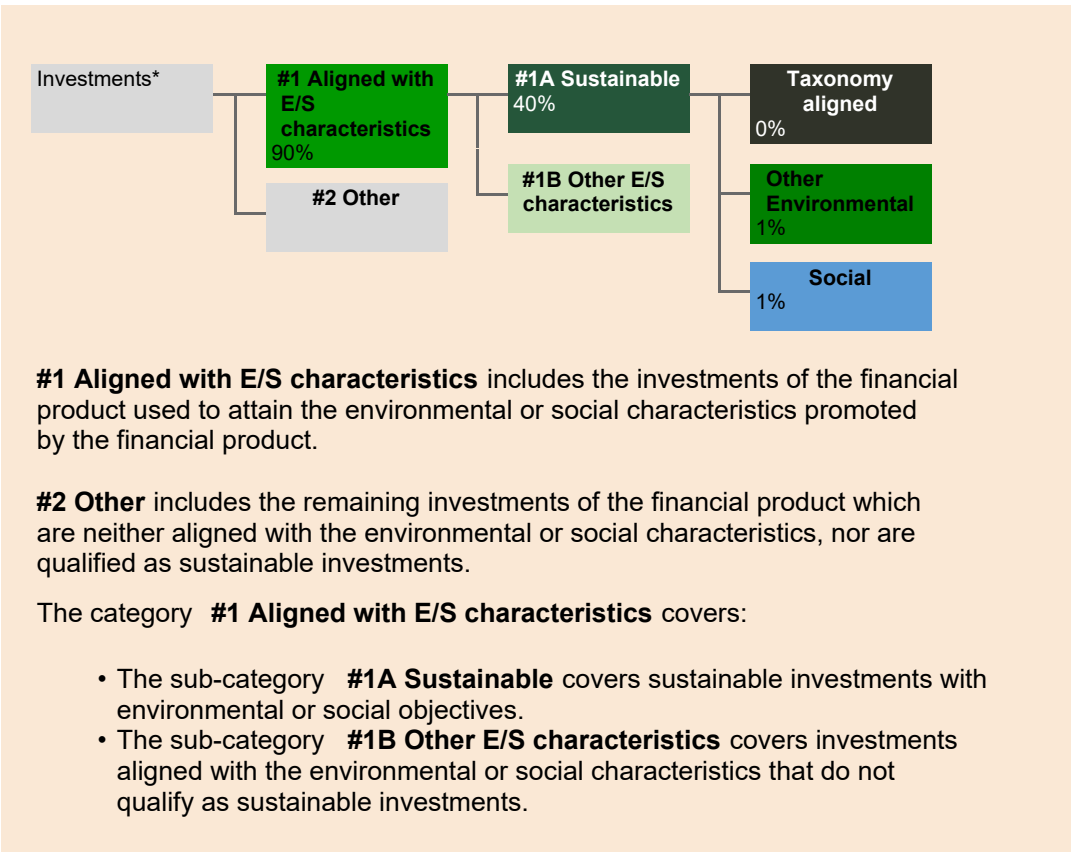 Investments*
#1 Aligned with
E/S
characteristics
90%
#2 Other
#1A Sustainable
40%
#1B Other E/S
characteristics
Taxonomy
aligned
0%
Other
Environmental
1%
Social
1%
#1 Aligned with E/S characteristics includes the investments of the financial
product used to attain the environmental or social characteristics promoted
by the financial product.
#2 Other includes the remaining investments of the financial product which
are neither aligned with the environmental or social characteristics, nor are
qualified as sustainable investments.
The category #1 Aligned with E/S characteristics covers:
• The sub-category #1A Sustainable covers sustainable investments with
environmental or social objectives.
• The sub-category #1B Other E/S characteristics covers investments
aligned with the environmental or social characteristics that do not
qualify as sustainable investments.